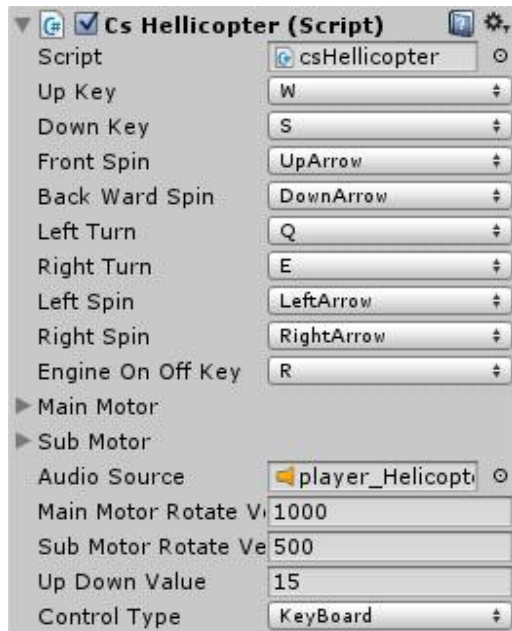 Cs Hellicopter (Script)
Script csHellicopter
Up Key W
Down Key S
Front Spin UpArrow
Back Ward Spin DownArrow
Left Turn Q
Right Turn E
Left Spin LeftArrow
Right Spin RightArrow
Engine On Off Key R
Main Motor
Sub Motor
Audio Source player_Helicopt
Main Motor Rotate V 1000
Sub Motor Rotate Ve 500
Up Down Value 15
Control Type KeyBoard